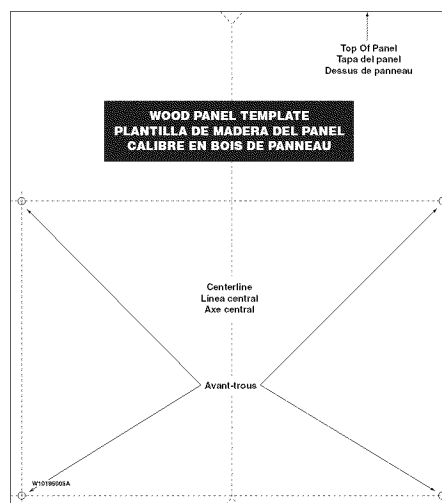 Top Of Panel
Tapa del panel
Dessus de panneau
WOOD PANEL TEMPLATE
PLANTILLA DE MADERA DEL PANEL
CALIBRE EN BOIS DE PANNEAU
Centerline
Línea central
Axe central
Avant-trous
W10195005A